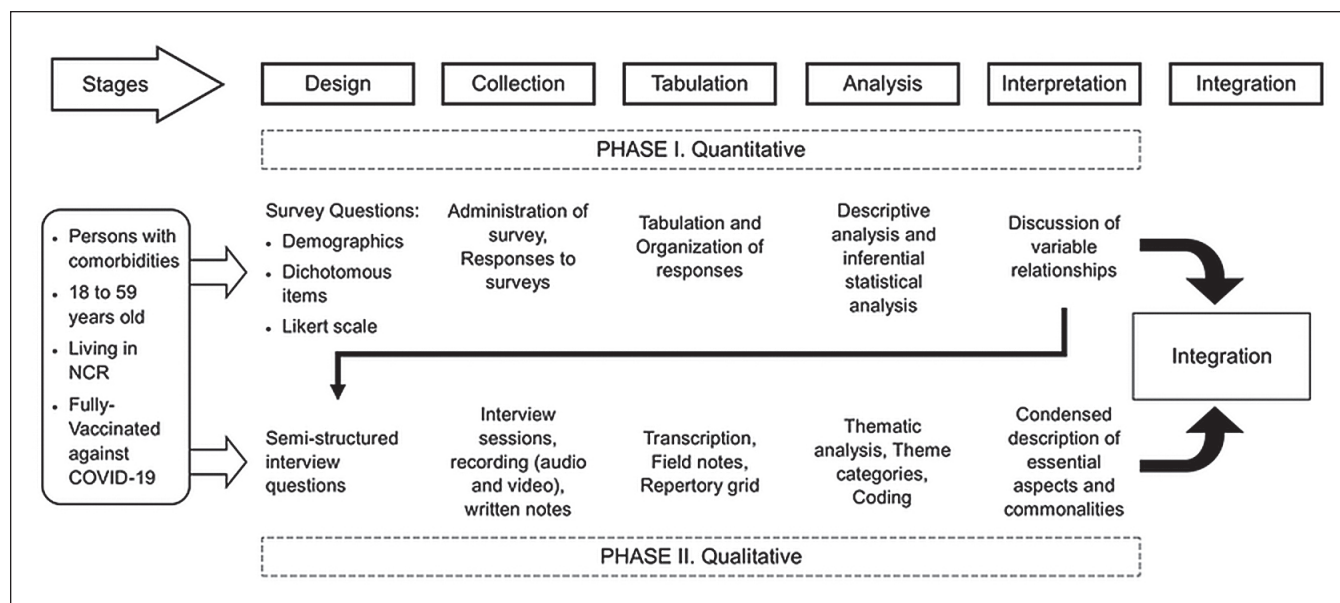 Stages
Design
Collection
Tabulation
Analysis
Interpretation
Integration
PHASE I. Quantitative
• Persons with
comorbidities
• 18 to 59
years old
• Living in
NCR
• Fully-
Vaccinated
against
COVID-19
Survey Questions:
• Demographics
• Dichotomous
items
• Likert scale
Administration of
survey,
Responses to
surveys
Tabulation and
Organization of
responses
Descriptive
analysis and
inferential
statistical
analysis
Discussion of
variable
relationships
Integration
Semi-structured
interview
questions
Interview
sessions,
recording (audio
and video),
written notes
Transcription,
Field notes,
Repertory grid
Thematic
analysis, Theme
categories,
Coding
Condensed
description of
essential
aspects and
commonalities
PHASE II. Qualitative